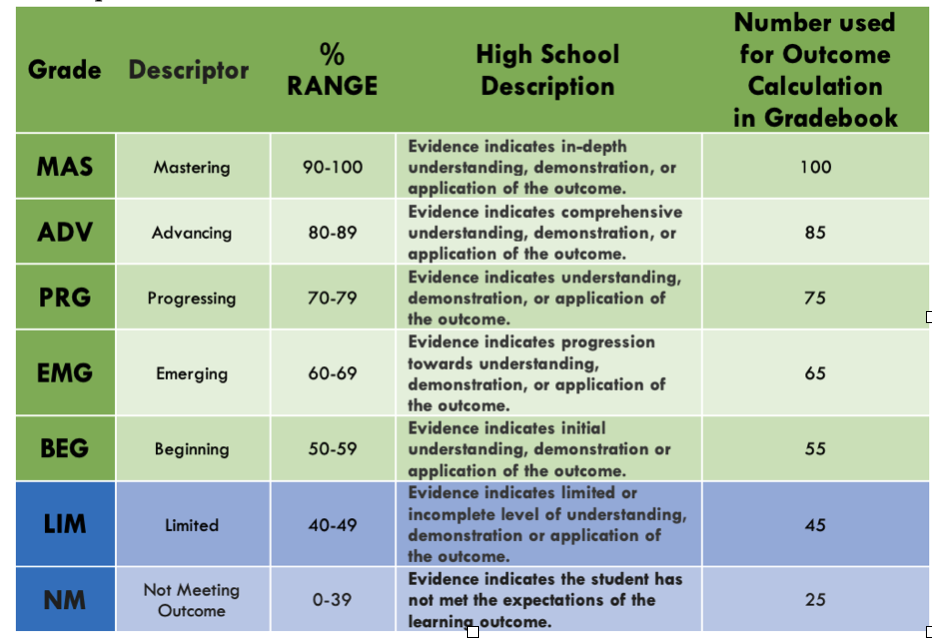 Grade
Descriptor
%
RANGE
High School
Description
Number used
for Outcome
Calculation
in Gradebook
MAS
Mastering
90-100
Evidence indicates in-depth
understanding, demonstration, or
application of the outcome.
100
ADV
Advancing
80-89
Evidence indicates comprehensive
understanding, demonstration, or
application of the outcome.
85
PRG
Progressing
70-79
Evidence indicates understanding,
demonstration, or application of
the outcome.
75
EMG
Emerging
60-69
Evidence indicates progression
towards understanding,
demonstration, or application of
the outcome.
65
BEG
Beginning
50-59
Evidence indicates initial
understanding, demonstration or
application of the outcome.
55
LIM
Limited
40-49
Evidence indicates limited or
incomplete level of understanding,
demonstration or application of
the outcome.
45
NM
Not Meeting
Outcome
0-39
Evidence indicates the student has
not met the expectations of the
learning outcome.
25